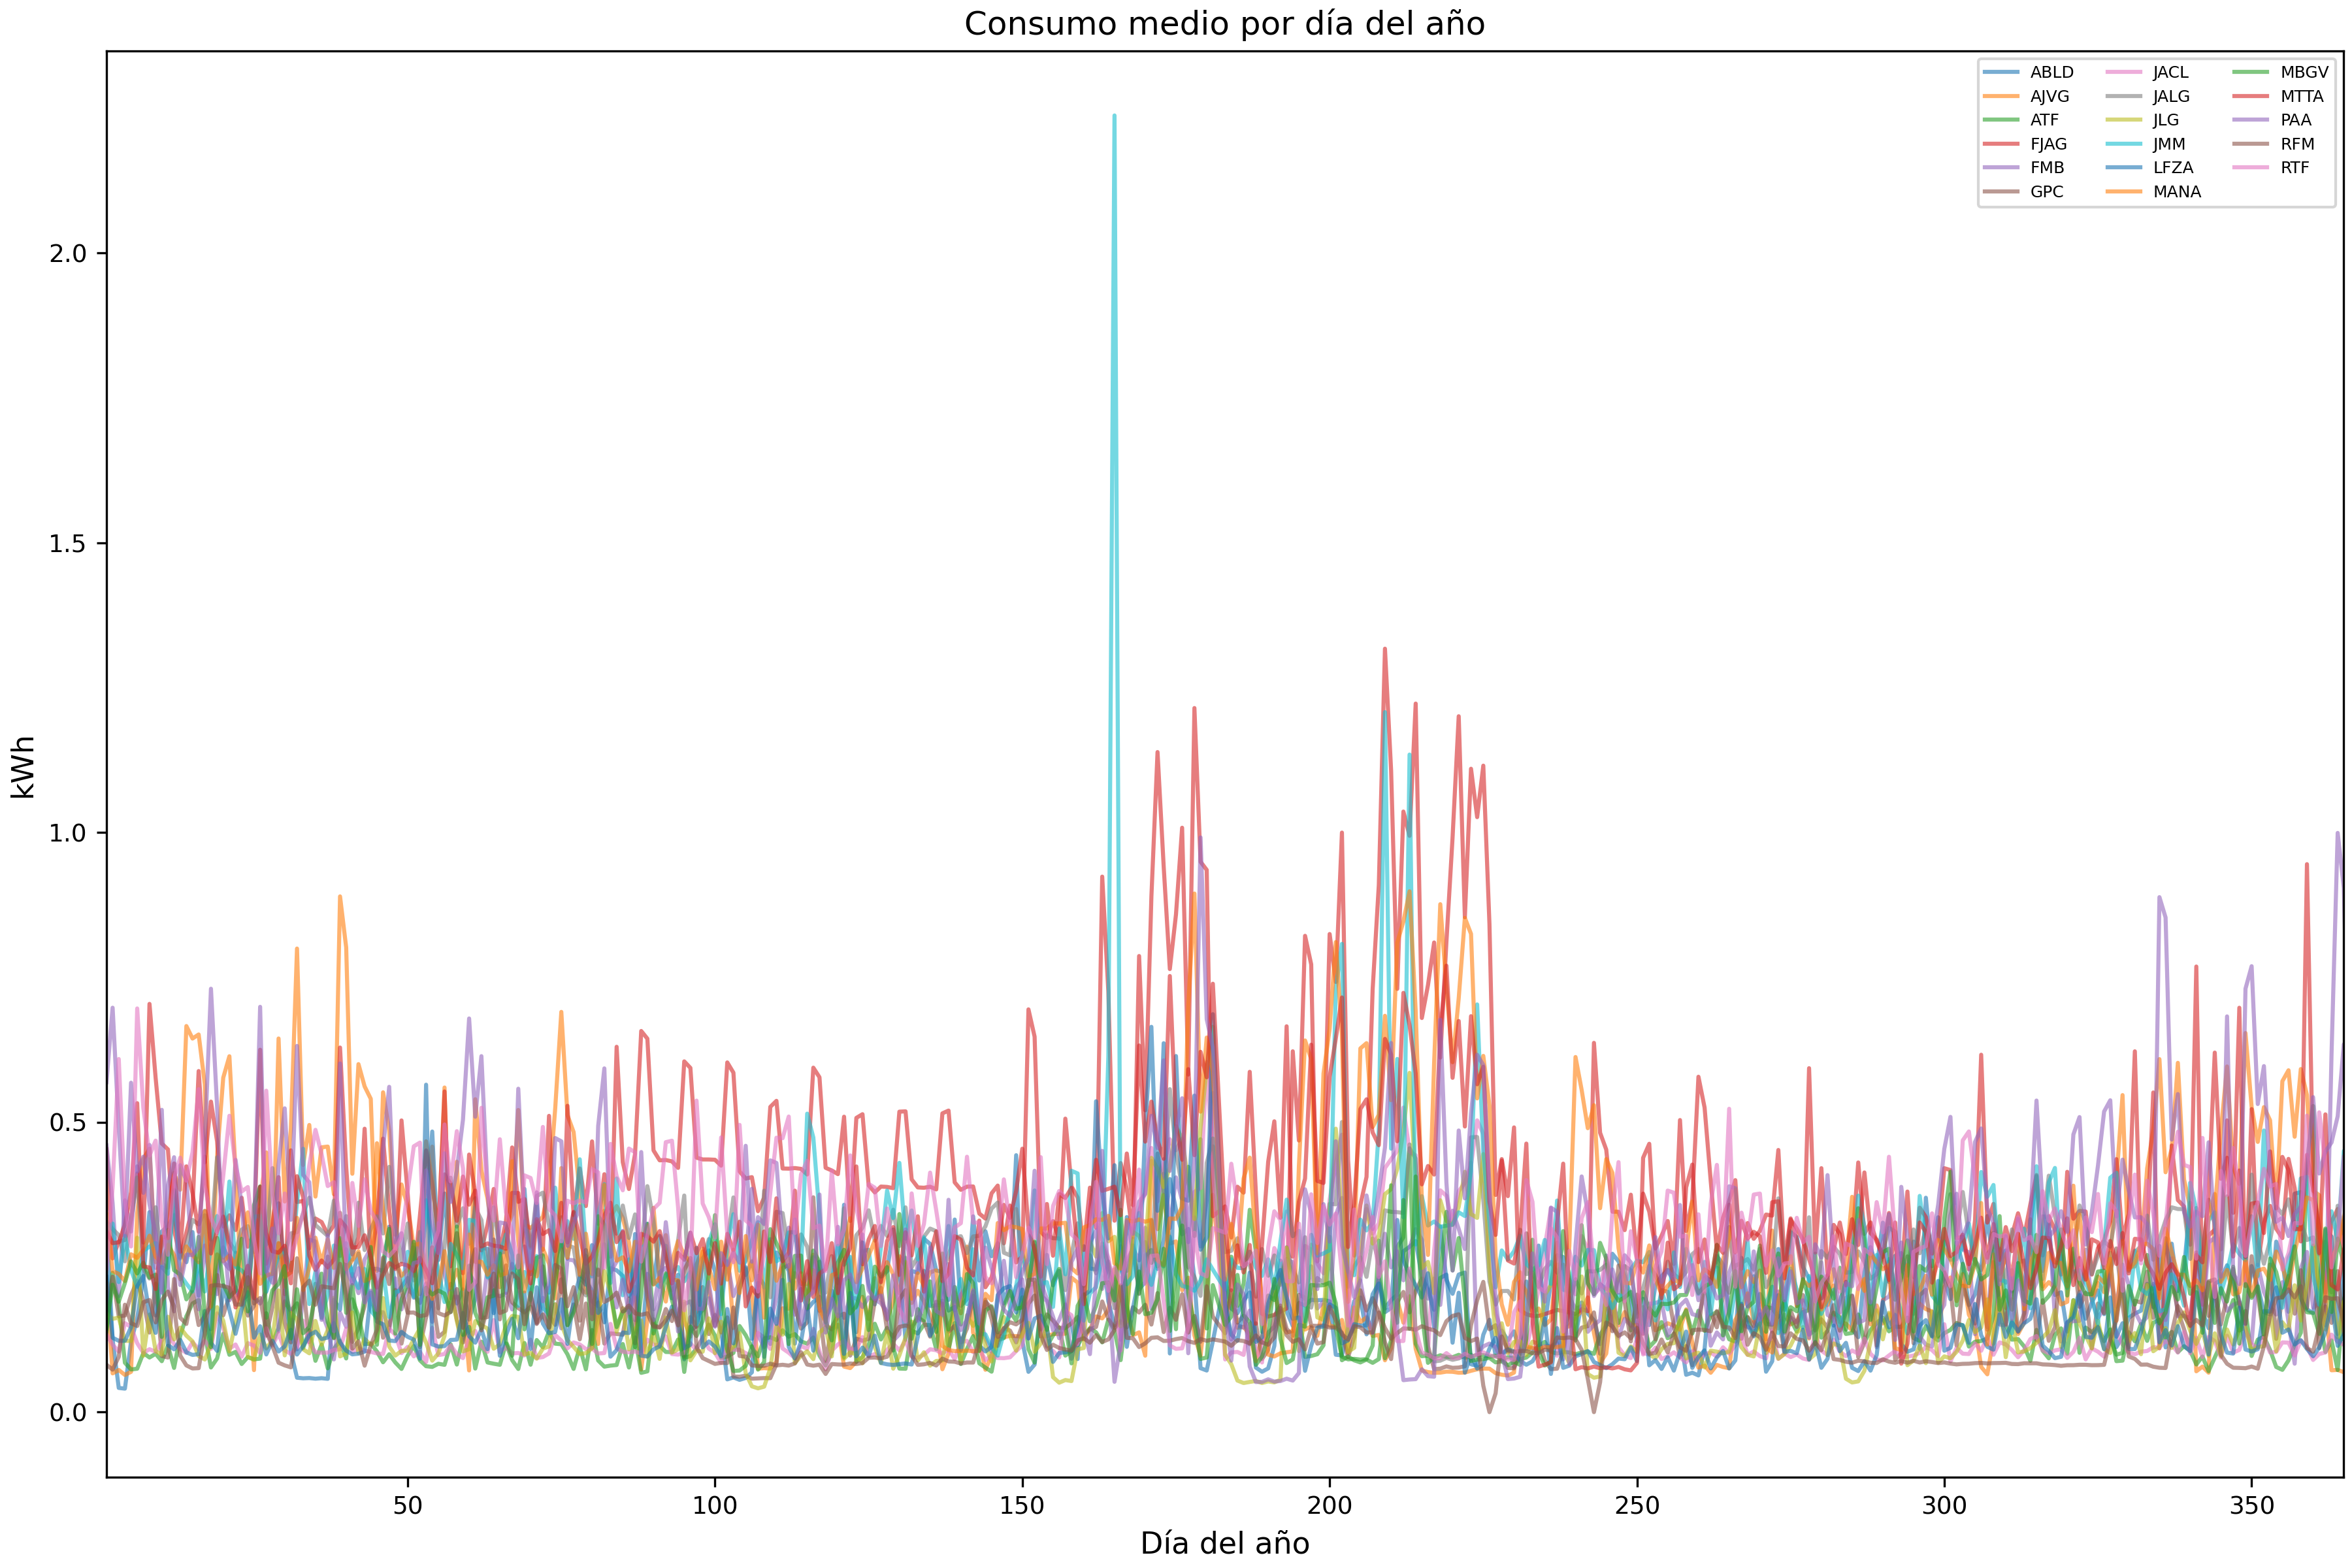 Consumo medio por día del año
ABLD JACL MBGV
AJVG JALG MTTA
ATF JLG PAA
FJAG JMM RFM
FMB LFZA RTF
GPC MANA
2.0
1.5
1.0
0.5
0.0
kWh
50 100 150 200 250 300 350
Día del año